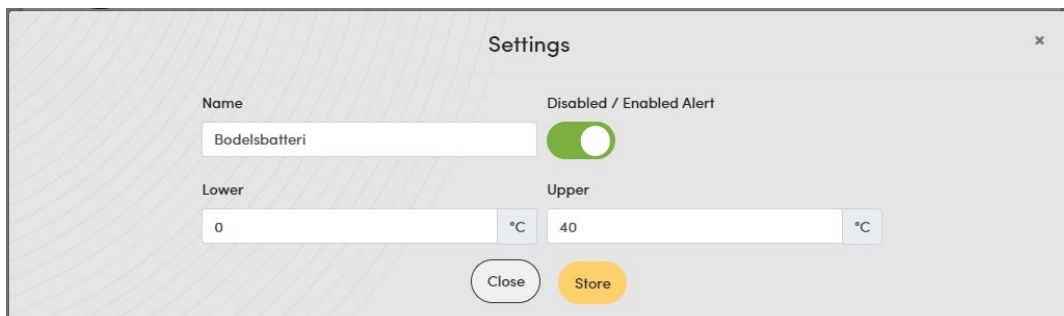 Settings
×
Name
Disabled / Enabled Alert
Bodelsbatteri
Lower
Upper
0 °C
40 °C
Close
Store